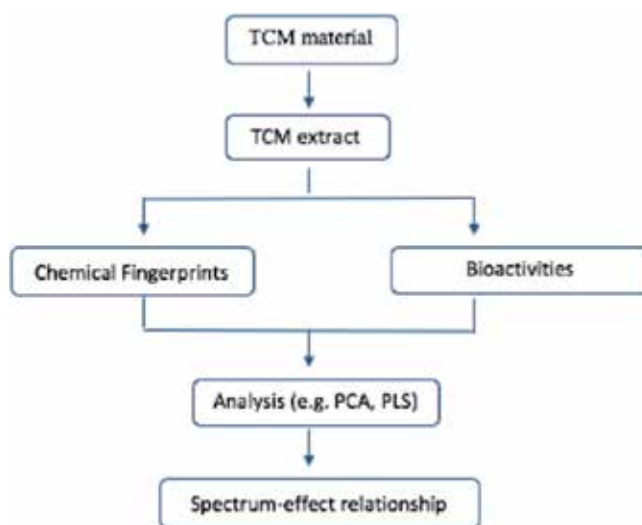 TCM material
TCM extract
Chemical Fingerprints
Bioactivities
Analysis (e.g. PCA, PLS)
Spectrum-effect relationship